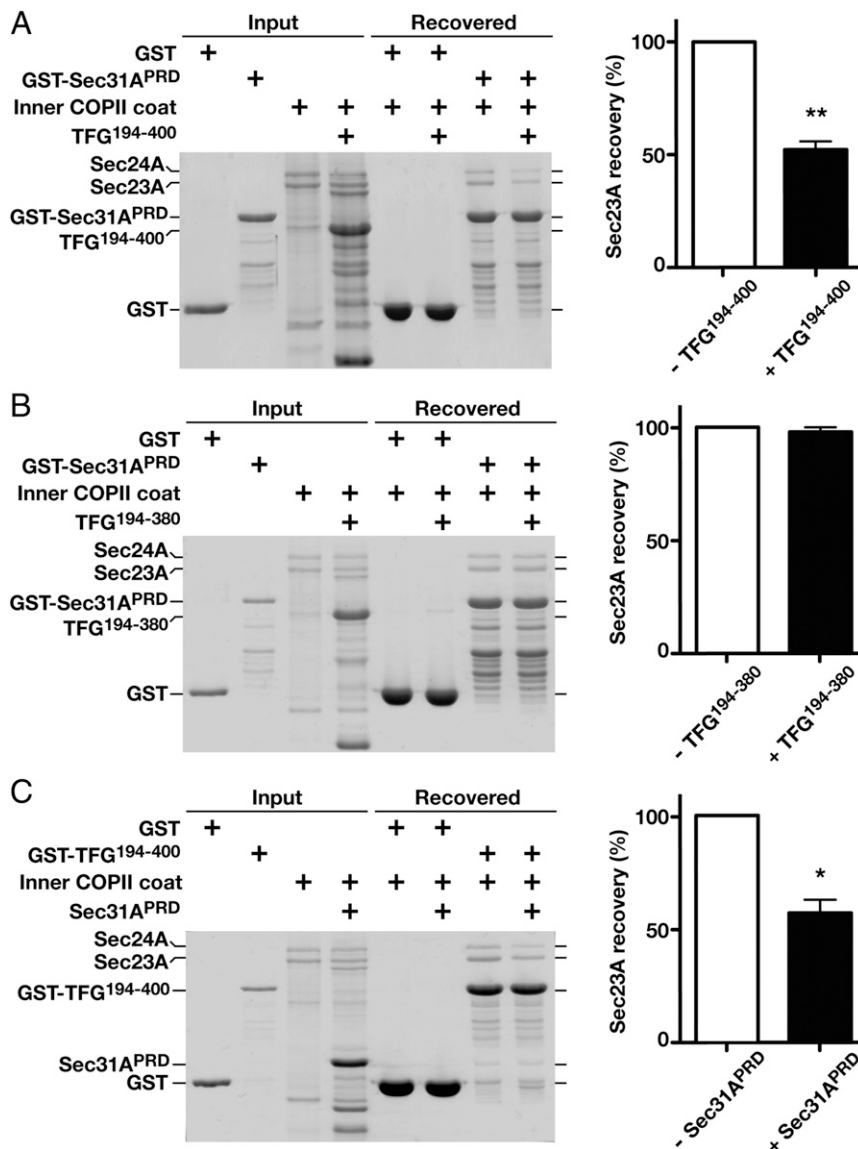 A
Input
Recovered
GST + + +
GST-Sec31A^PRD + + +
Inner COPII coat + + + + + +
TFG^194-400 + + +
Sec24A
Sec23A
GST-Sec31A^PRD
TFG^194-400
GST
Sec23A recovery (%)
100
50
0
**
- TFG^194-400
+ TFG^194-400
B
Input
Recovered
GST + + +
GST-Sec31A^PRD + + +
Inner COPII coat + + + + + +
TFG^194-380 + + +
Sec24A
Sec23A
GST-Sec31A^PRD
TFG^194-380
GST
Sec23A recovery (%)
100
50
0
- TFG^194-380
+ TFG^194-380
C
Input
Recovered
GST + + +
GST-TFG^194-400 + + +
Inner COPII coat + + + + + +
Sec31A^PRD + + +
Sec24A
Sec23A
GST-TFG^194-400
Sec31A^PRD
GST
Sec23A recovery (%)
100
50
0
*
- Sec31A^PRD
+ Sec31A^PRD